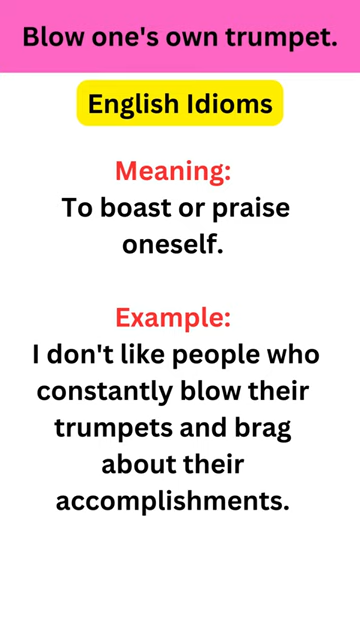 Blow one's own trumpet.
English Idioms
Meaning:
To boast or praise
oneself.
Example:
I don't like people who
constantly blow their
trumpets and brag
about their
accomplishments.